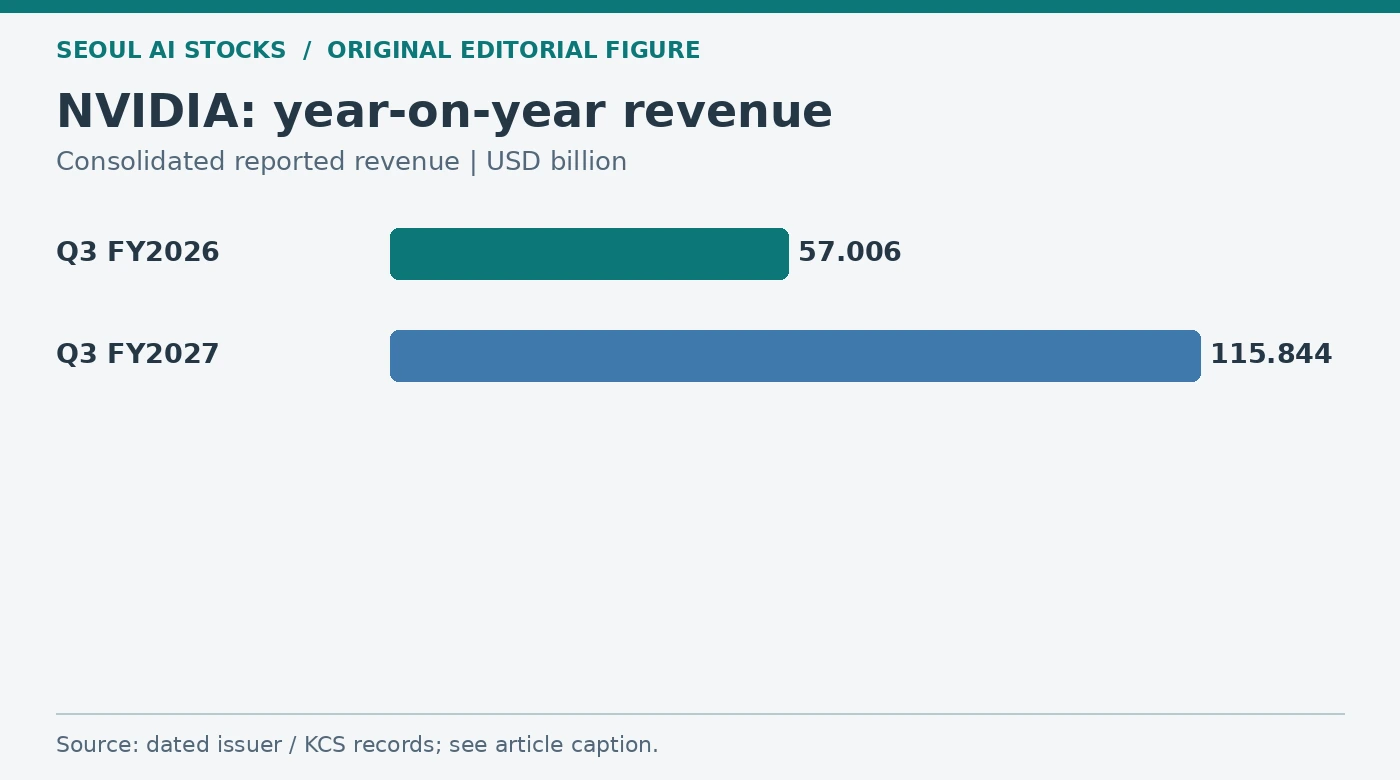 SEOUL AI STOCKS / ORIGINAL EDITORIAL FIGURE
NVIDIA: year-on-year revenue
Consolidated reported revenue | USD billion
Q3 FY2026 57.006
Q3 FY2027 115.844
Source: dated issuer / KCS records; see article caption.